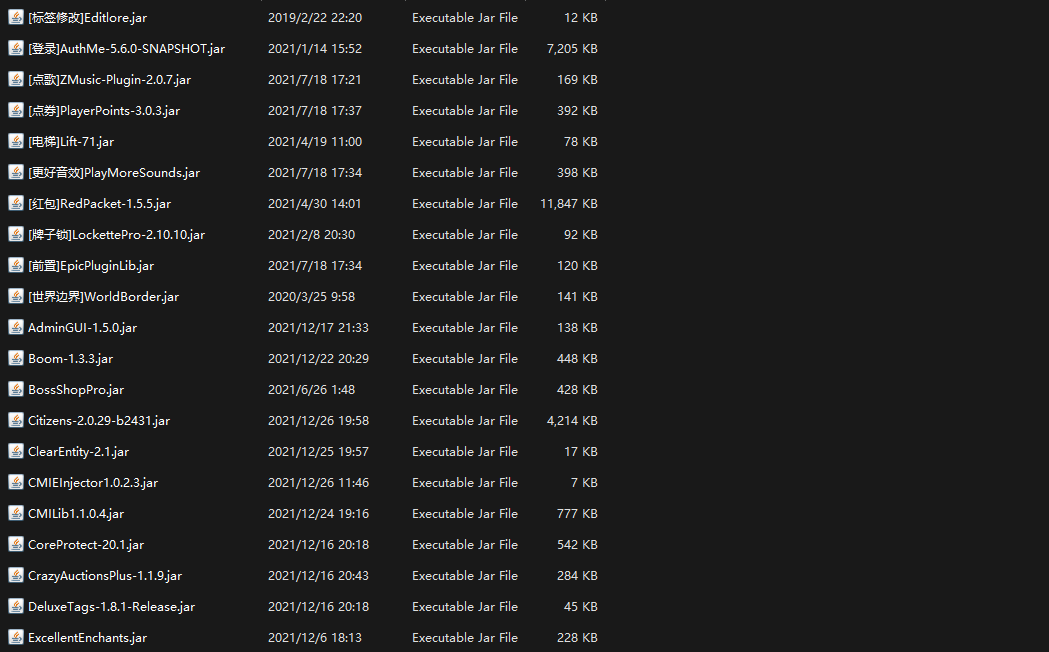 [标签修改]Editlore.jar 2019/2/22 22:20 Executable Jar File 12 KB
[登录]AuthMe-5.6.0-SNAPSHOT.jar 2021/1/14 15:52 Executable Jar File 7,205 KB
[点歌]ZMusic-Plugin-2.0.7.jar 2021/7/18 17:21 Executable Jar File 169 KB
[点券]PlayerPoints-3.0.3.jar 2021/7/18 17:37 Executable Jar File 392 KB
[电梯]Lift-71.jar 2021/4/19 11:00 Executable Jar File 78 KB
[更好音效]PlayMoreSounds.jar 2021/7/18 17:34 Executable Jar File 398 KB
[红包]RedPacket-1.5.5.jar 2021/4/30 14:01 Executable Jar File 11,847 KB
[牌子锁]LockettePro-2.10.10.jar 2021/2/8 20:30 Executable Jar File 92 KB
[前置]EpicPluginLib.jar 2021/7/18 17:34 Executable Jar File 120 KB
[世界边界]WorldBorder.jar 2020/3/25 9:58 Executable Jar File 141 KB
AdminGUI-1.5.0.jar 2021/12/17 21:33 Executable Jar File 138 KB
Boom-1.3.3.jar 2021/12/22 20:29 Executable Jar File 448 KB
BossShopPro.jar 2021/6/26 1:48 Executable Jar File 428 KB
Citizens-2.0.29-b2431.jar 2021/12/26 19:58 Executable Jar File 4,214 KB
ClearEntity-2.1.jar 2021/12/25 19:57 Executable Jar File 17 KB
CMIEInjector1.0.2.3.jar 2021/12/26 11:46 Executable Jar File 7 KB
CMILib1.1.0.4.jar 2021/12/24 19:16 Executable Jar File 777 KB
CoreProtect-20.1.jar 2021/12/16 20:18 Executable Jar File 542 KB
CrazyAuctionsPlus-1.1.9.jar 2021/12/16 20:43 Executable Jar File 284 KB
DeluxeTags-1.8.1-Release.jar 2021/12/16 20:18 Executable Jar File 45 KB
ExcellentEnchants.jar 2021/12/6 18:13 Executable Jar File 228 KB